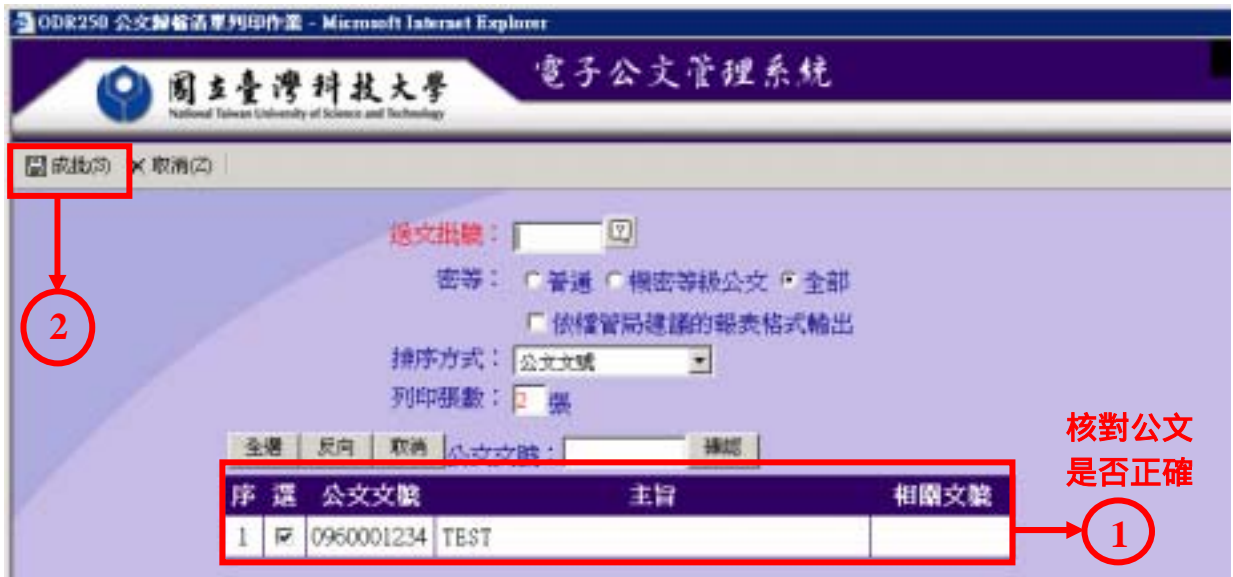 ODR250 公文歸檔清單列印作業 - Microsoft Internet Explorer
國立臺灣科技大學
National Taiwan University of Science and Technology
電子公文管理系統
成批(S) 取消(Z)
送文批號：
密等： 普通 機密等級公文 全部
依檔管局建議的報表格式輸出
排序方式： 公文文號
列印張數： 2 張
全選 反向 取消 公文文號： 確認
序 選 公文文號 主旨 相關文號
1 0960001234 TEST
核對公文
是否正確
1
2